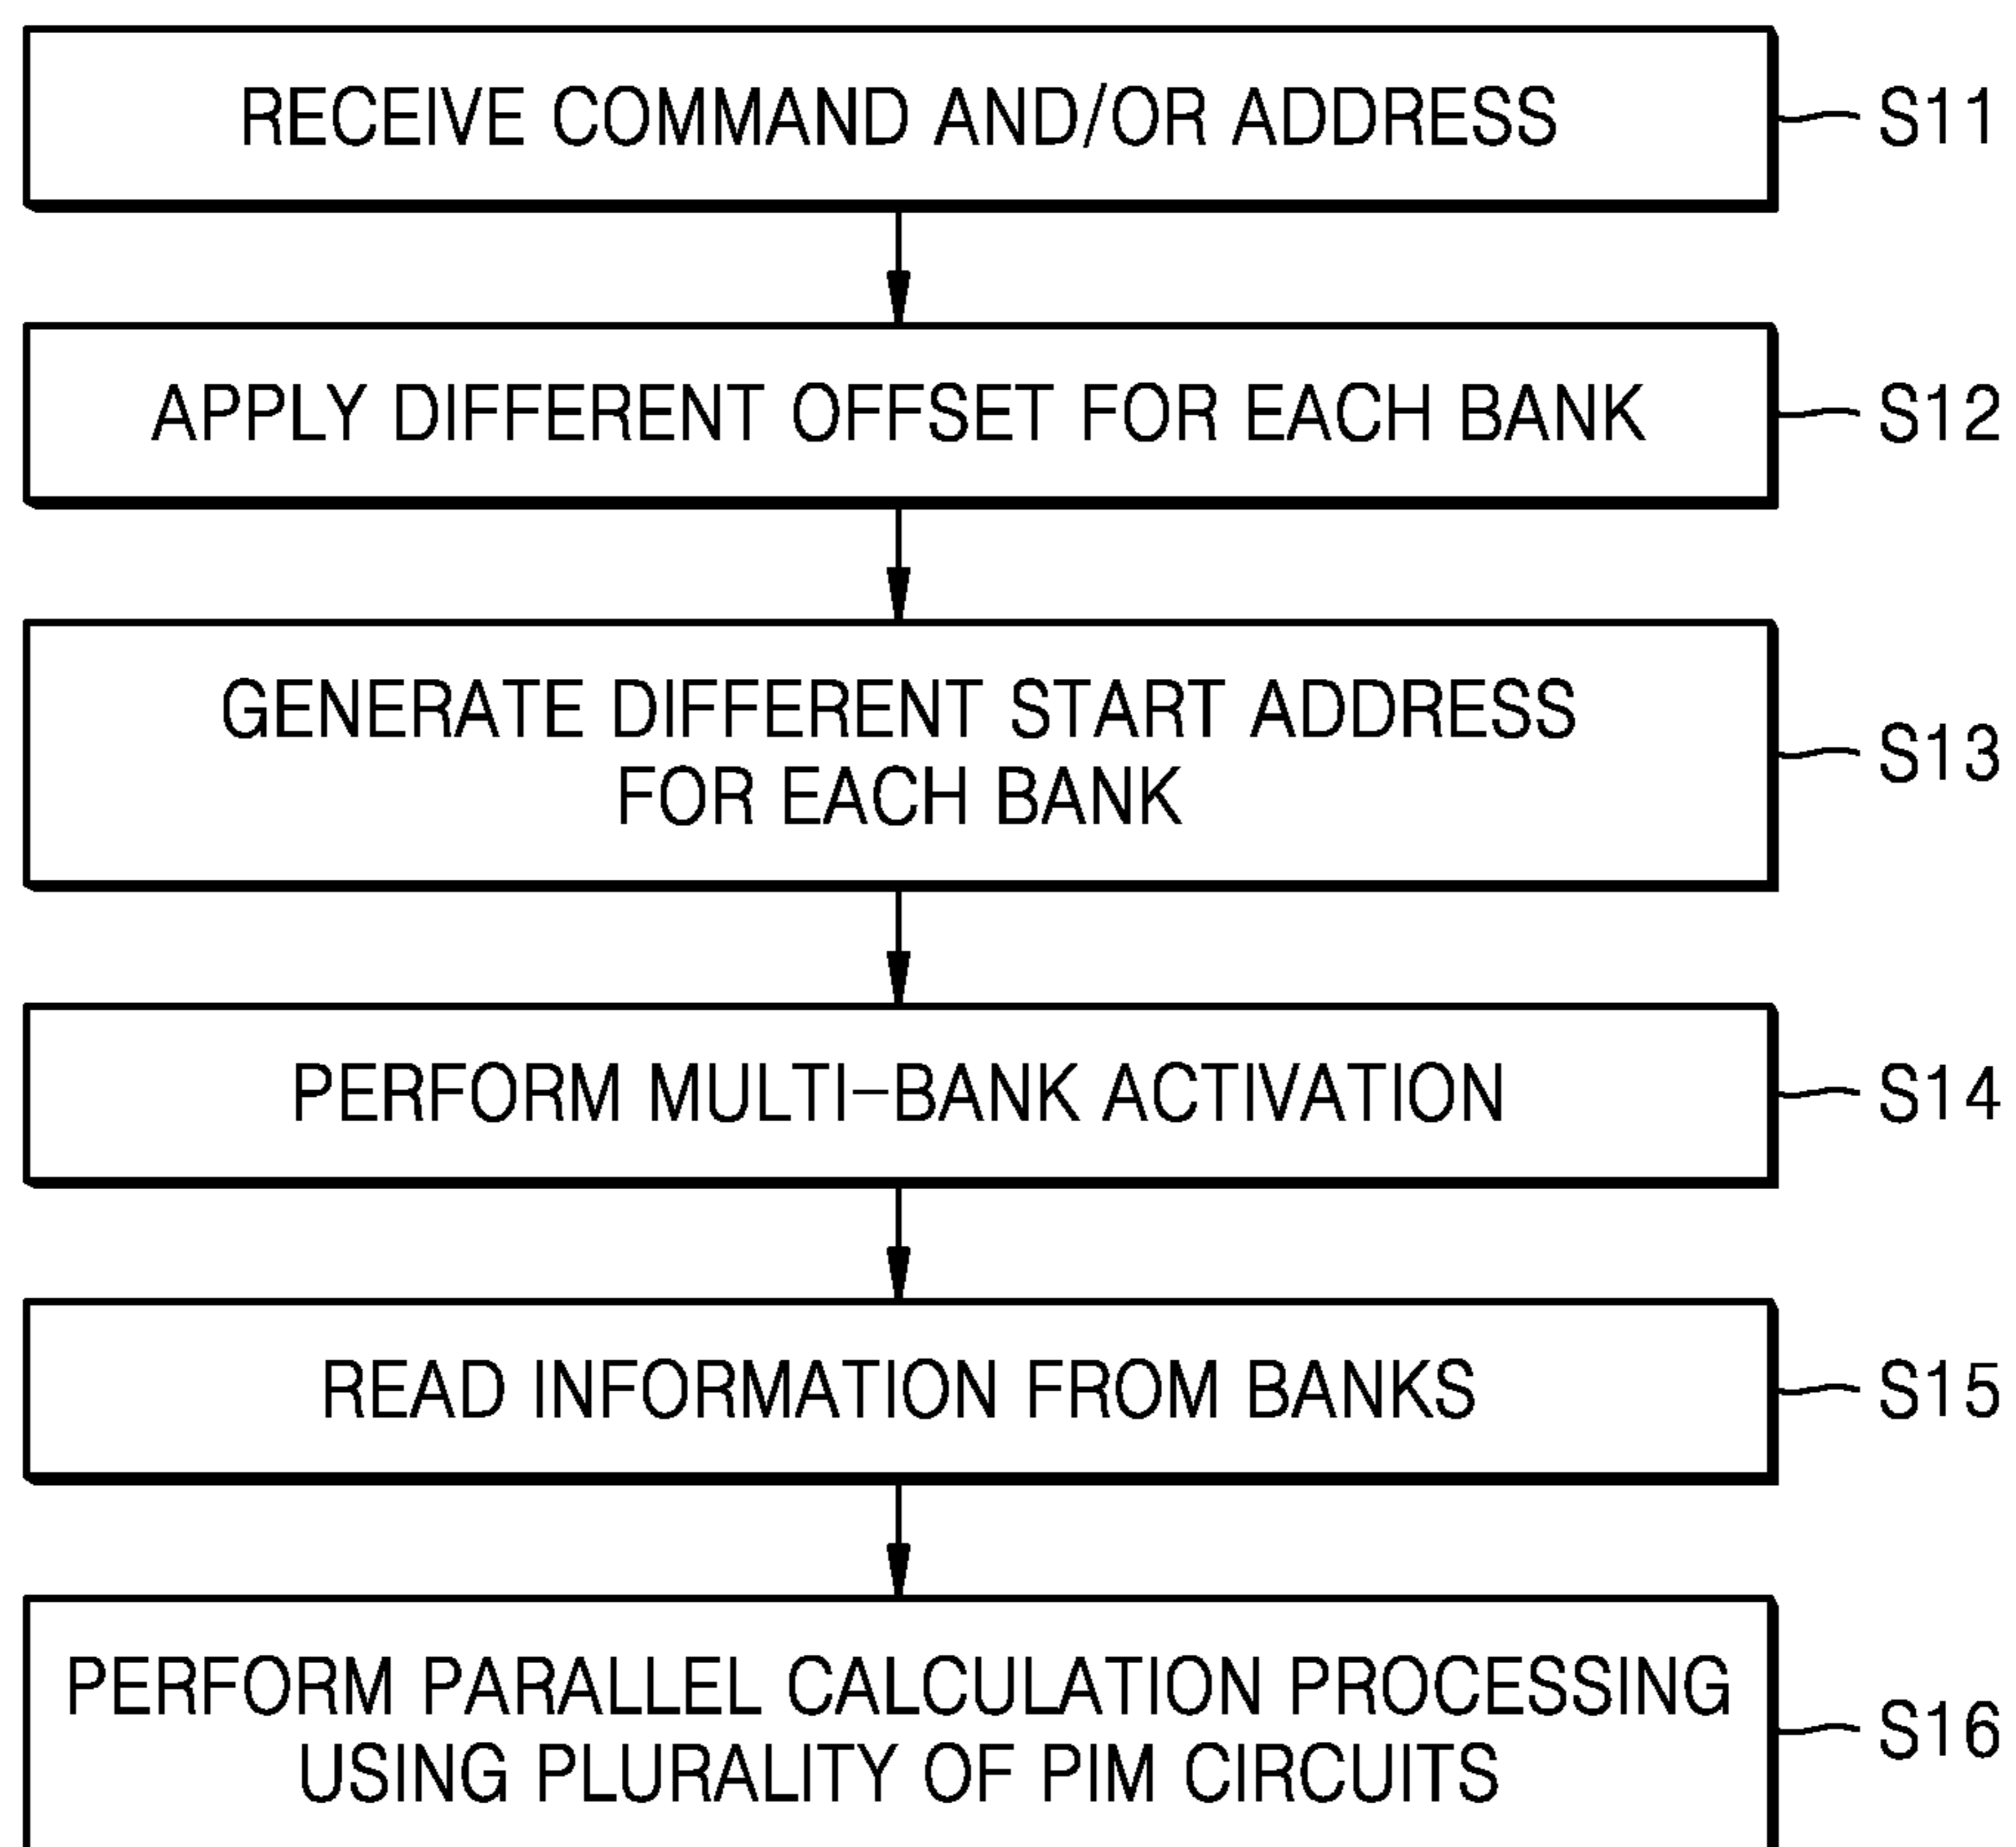 RECEIVE COMMAND AND/OR ADDRESS
S11
APPLY DIFFERENT OFFSET FOR EACH BANK
S12
GENERATE DIFFERENT START ADDRESS
FOR EACH BANK
S13
PERFORM MULTI-BANK ACTIVATION
S14
READ INFORMATION FROM BANKS
S15
PERFORM PARALLEL CALCULATION PROCESSING
USING PLURALITY OF PIM CIRCUITS
S16